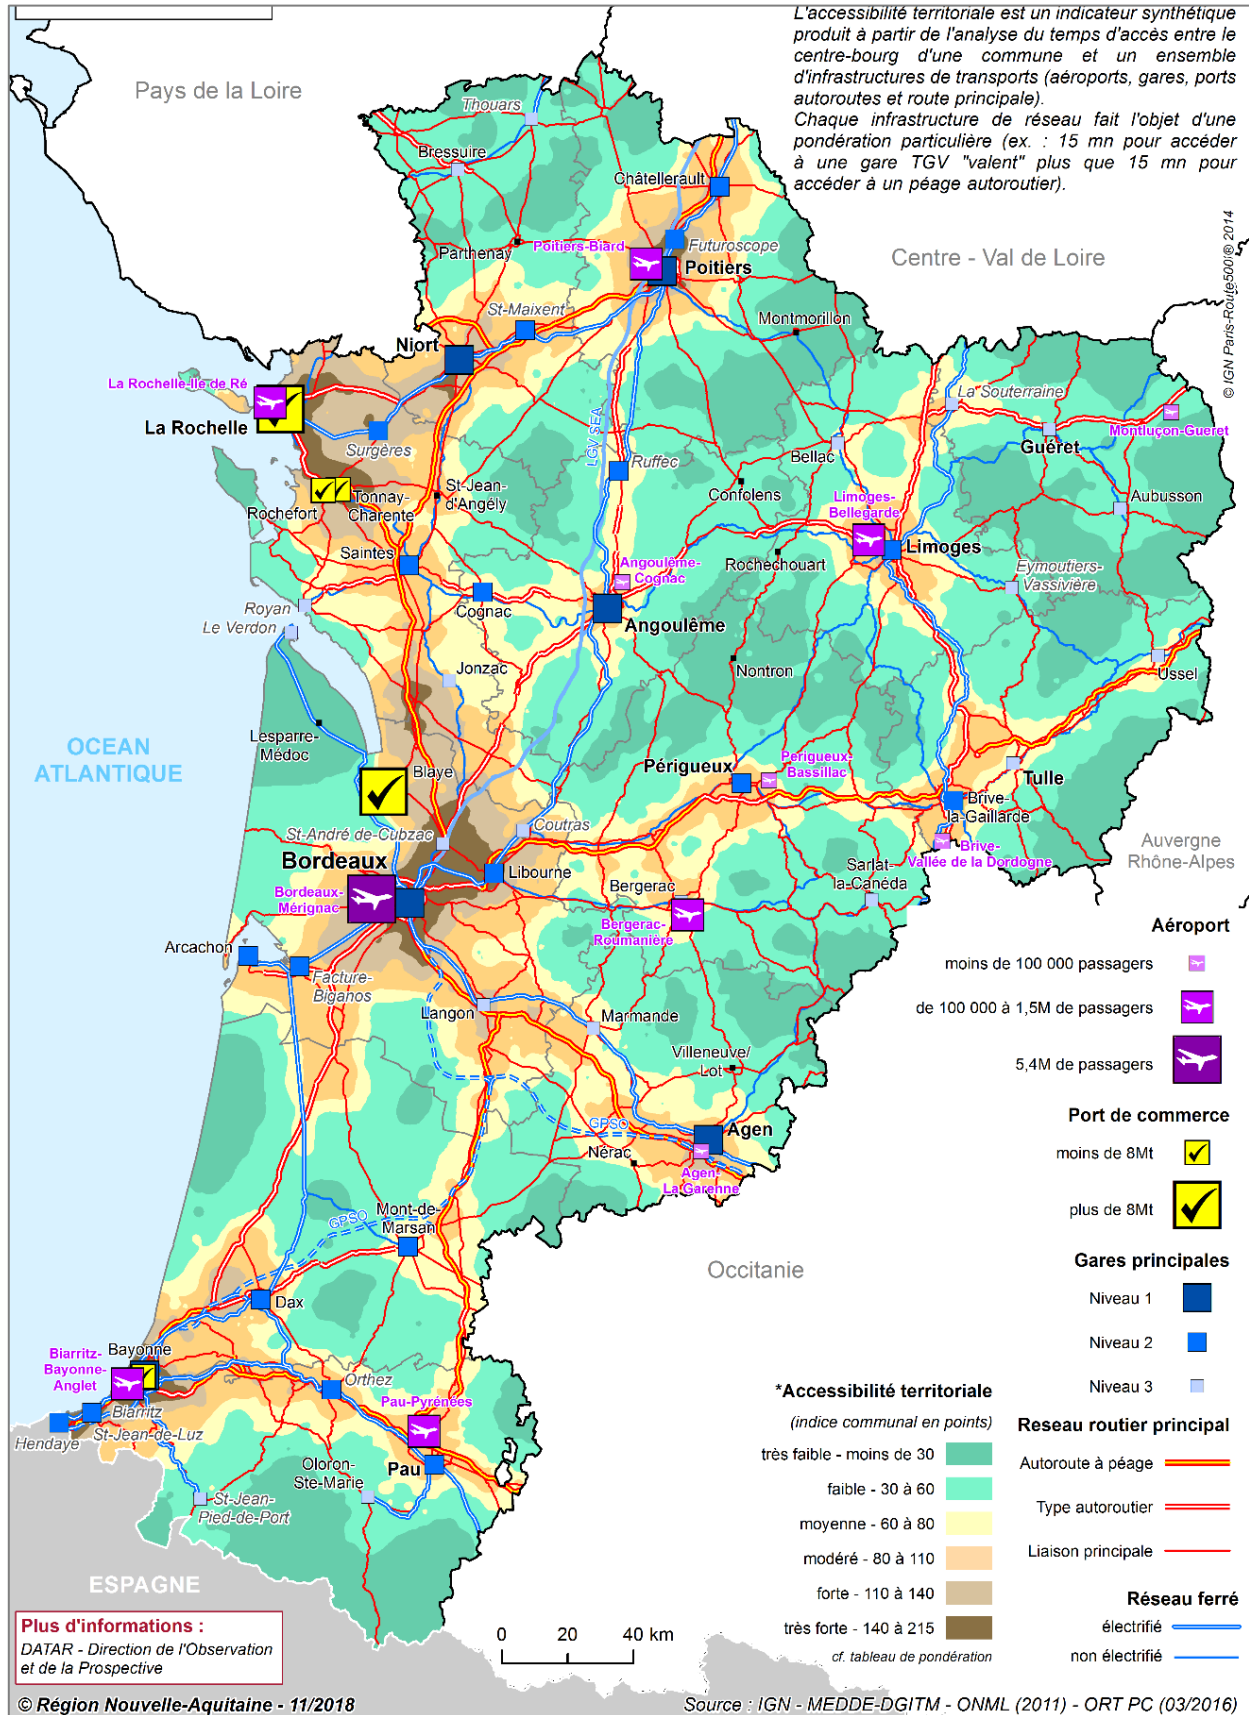 L'accessibilité territoriale est un indicateur synthétique
produit à partir de l'analyse du temps d'accès entre le
centre-bourg d'une commune et un ensemble
d'infrastructures de transports (aéroports, gares, ports
autoroutes et route principale).
Chaque infrastructure de réseau fait l'objet d'une
pondération particulière (ex. : 15 mn pour accéder
à une gare TGV "valent" plus que 15 mn pour
accéder à un péage autoroutier).
© IGN Paris-Route500® 2014
Pays de la Loire
Centre - Val de Loire
Thouars
Bressuire
Châtellerault
Parthenay
Poitiers-Biard
Futuroscope
Poitiers
St-Maixent
Montmorillon
Niort
La Rochelle-Ile de Ré
La Rochelle
Surgères
La Souterraine
Montluçon-Gueret
Guéret
LGV SEA
Ruffec
Bellac
Confolens
St-Jean-
d'Angély
Tonnay-
Charente
Rochefort
Limoges-
Bellegarde
Aubusson
Saintes
Limoges
Rochechouart
Angoulême-
Cognac
Eymoutiers-
Vassivière
Cognac
Royan
Le Verdon
Angoulême
Jonzac
Nontron
Ussel
Lesparre-
Médoc
OCEAN
ATLANTIQUE
Blaye
Périgueux
Périgueux-
Bassillac
Tulle
Brive-
la-Gaillarde
St-André de-Cubzac
Coutras
Brive-
Vallée de la Dordogne
Auvergne
Rhône-Alpes
Bordeaux
Libourne
Sarlat-
la-Canéda
Bordeaux-
Mérignac
Bergerac
Bergerac-
Roumanière
Arcachon
Facture-
Biganos
Langon
Marmande
Villeneuve/
Lot
GPSO
Agen
Nérac
Agen-
La Garenne
Mont-de-
Marsan
GPSO
Occitanie
Dax
Bayonne
Biarritz-
Bayonne-
Anglet
Orthez
Pau-Pyrénées
Biarritz
St-Jean-de-Luz
Hendaye
Pau
Oloron-
Ste-Marie
St-Jean-
Pied-de-Port
ESPAGNE
Aéroport
moins de 100 000 passagers
de 100 000 à 1,5M de passagers
5,4M de passagers
Port de commerce
moins de 8Mt
plus de 8Mt
Gares principales
Niveau 1
Niveau 2
Niveau 3
*Accessibilité territoriale
(indice communal en points)
très faible - moins de 30
faible - 30 à 60
moyenne - 60 à 80
modéré - 80 à 110
forte - 110 à 140
très forte - 140 à 215
cf. tableau de pondération
Reseau routier principal
Autoroute à péage
Type autoroutier
Liaison principale
Réseau ferré
électrifié
non électrifié
Plus d'informations :
DATAR - Direction de l'Observation
et de la Prospective
0 20 40 km
© Région Nouvelle-Aquitaine - 11/2018
Source : IGN - MEDDE-DGITM - ONML (2011) - ORT PC (03/2016)